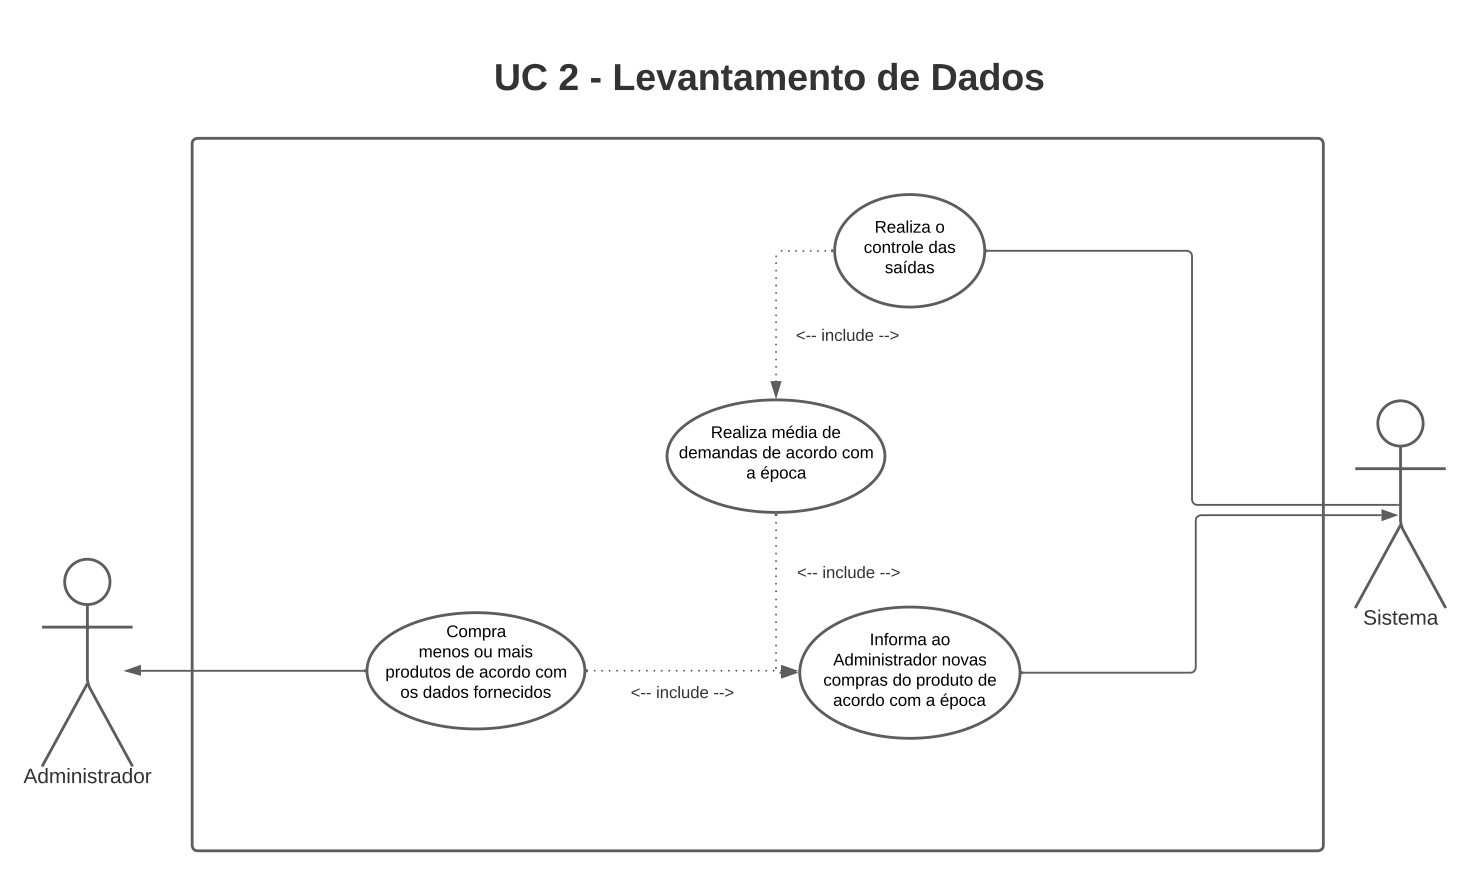 UC 2 - Levantamento de Dados
Realiza o
controle das
saídas
<-- include -->
Realiza média de
demandas de acordo com
a época
<-- include -->
Compra
menos ou mais
produtos de acordo com
os dados fornecidos
<-- include -->
Informa ao
Administrador novas
compras do produto de
acordo com a época
Sistema
Administrador